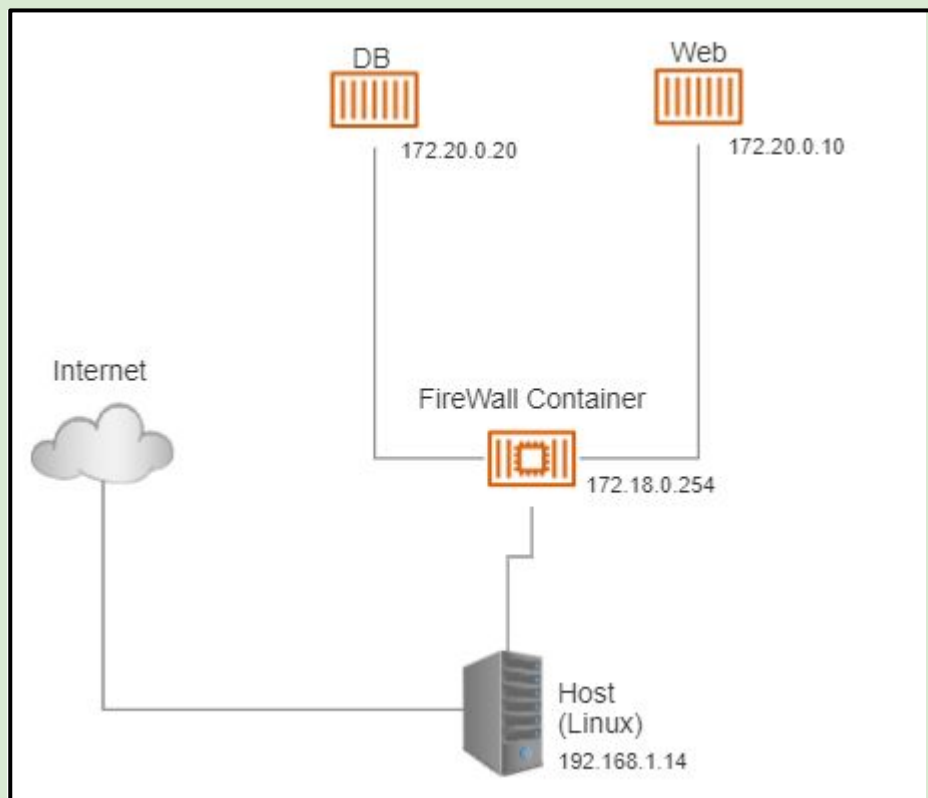 DB
Web
172.20.0.20
172.20.0.10
Internet
FireWall Container
172.18.0.254
Host
(Linux)
192.168.1.14